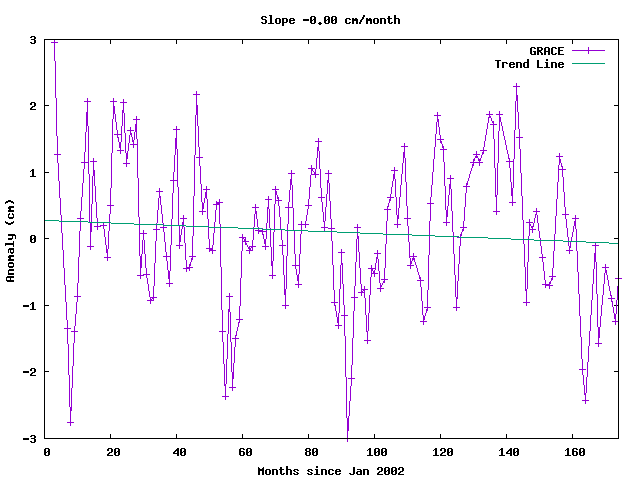 Slope -0.00 cm/month
GRACE
Trend Line
3
2
1
0
-1
-2
-3
Anomaly (cm)
0 20 40 60 80 100 120 140 160
Months since Jan 2002